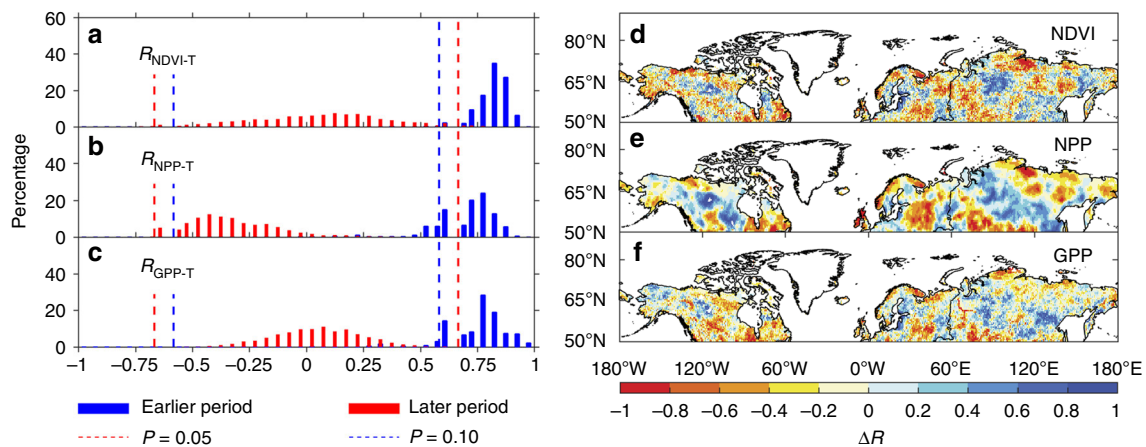 60
a
40
R_NDVI-T
20
0
b
40
R_NPP-T
20
0
c
60
40
R_GPP-T
20
0
−1 −0.75 −0.5 −0.25 0 0.25 0.5 0.75 1
Percentage
Earlier period
Later period
P = 0.05
P = 0.10
d
NDVI
80°N
65°N
50°N
e
NPP
80°N
65°N
50°N
f
GPP
80°N
65°N
50°N
180°W 120°W 60°W 0°W 60°E 120°E 180°E
−1 −0.8 −0.6 −0.4 −0.2 0 0.2 0.4 0.6 0.8 1
ΔR